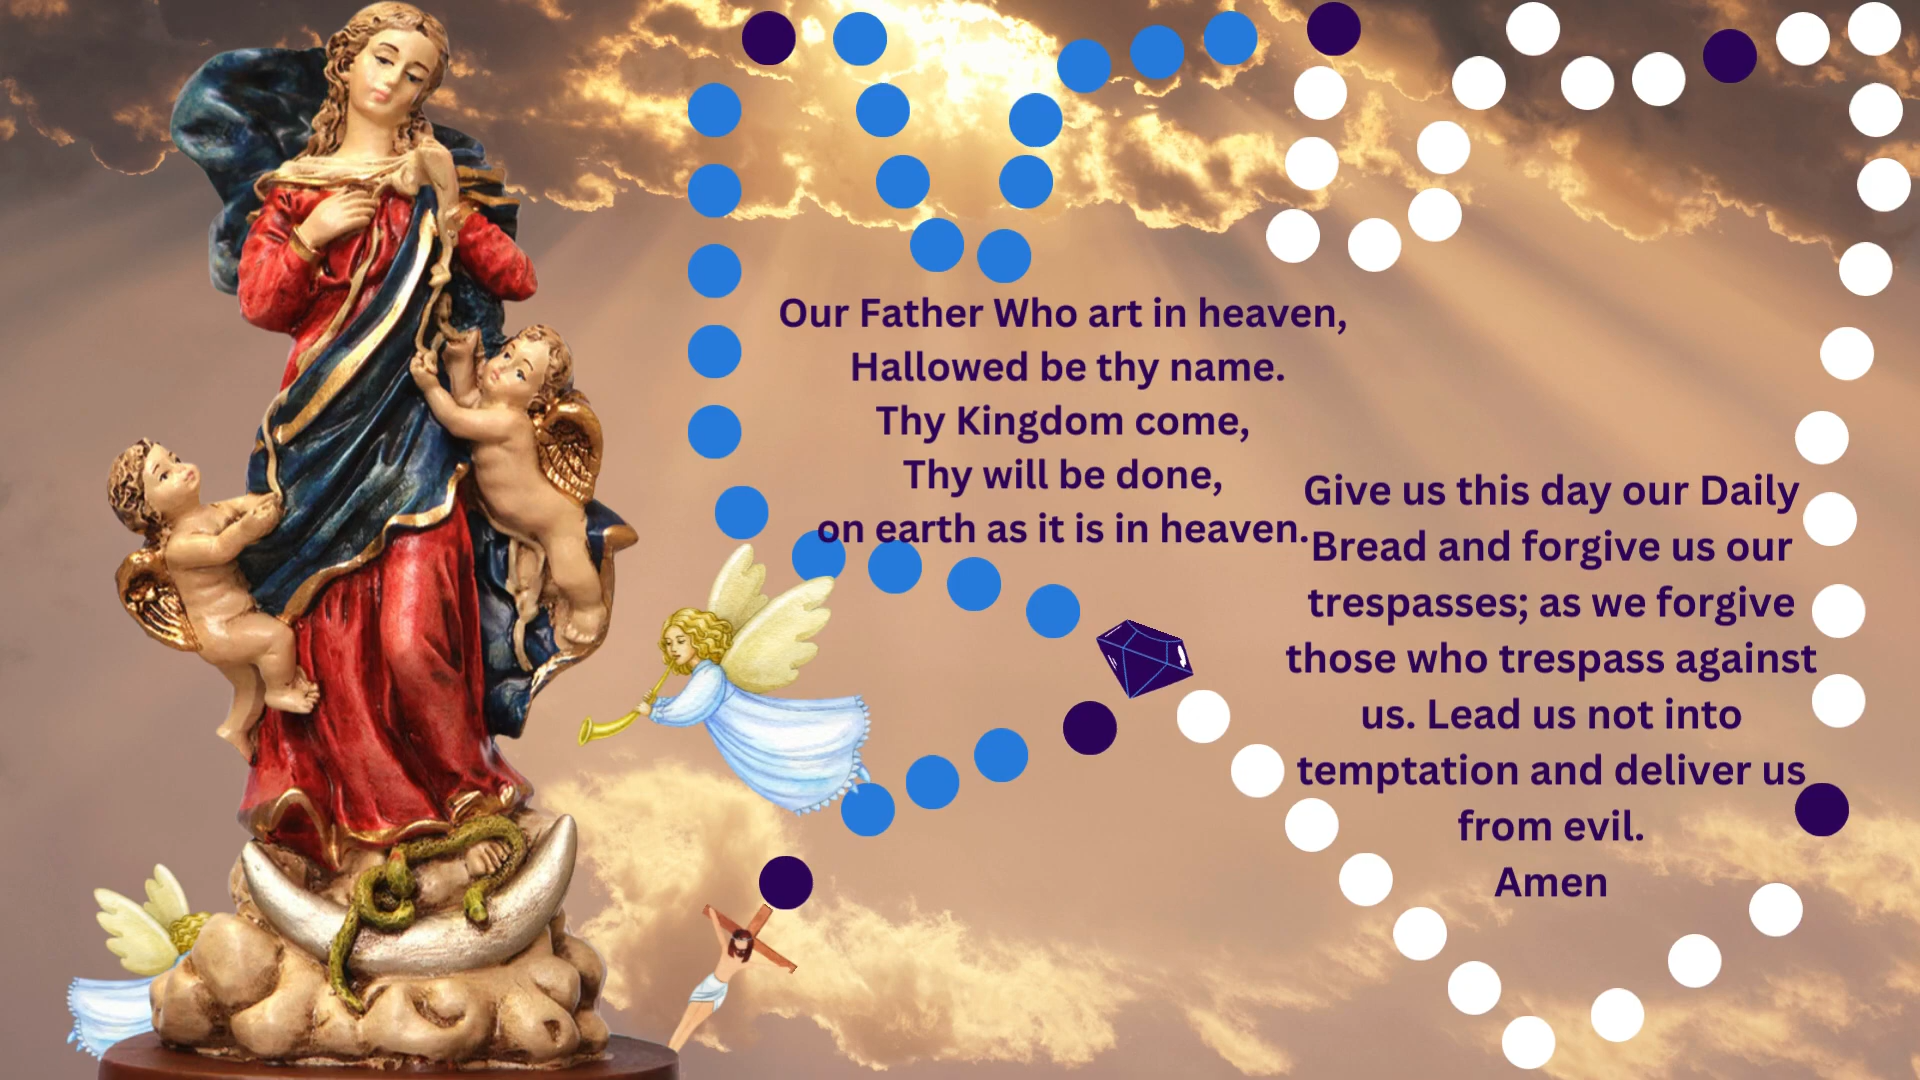 Our Father Who art in heaven,
Hallowed be thy name.
Thy Kingdom come,
Thy will be done,
on earth as it is in heaven.
Give us this day our Daily
Bread and forgive us our
trespasses; as we forgive
those who trespass against
us. Lead us not into
temptation and deliver us
from evil.
Amen